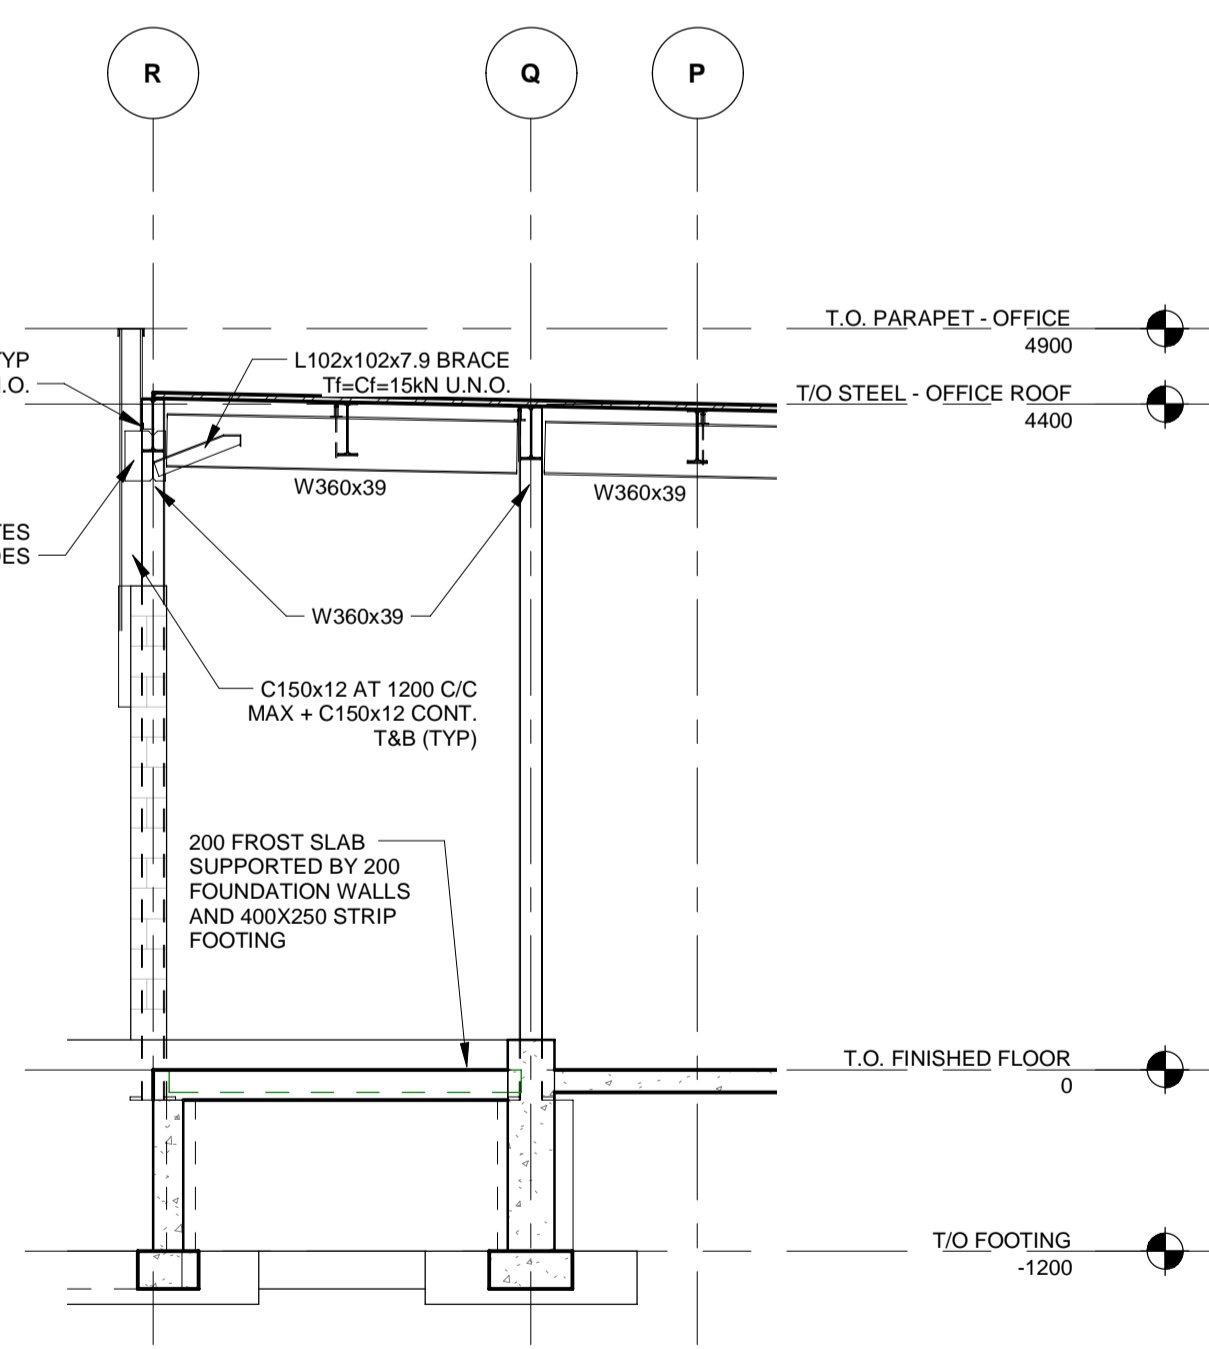 R
Q
P
T.O. PARAPET - OFFICE
4900
TYP
L102x102x7.9 BRACE
Tf=Cf=15kN U.N.O.
T/O STEEL - OFFICE ROOF
4400
W360x39
W360x39
W360x39
C150x12 AT 1200 C/C
MAX + C150x12 CONT.
T&B (TYP)
200 FROST SLAB
SUPPORTED BY 200
FOUNDATION WALLS
AND 400X250 STRIP
FOOTING
T.O. FINISHED FLOOR
0
T/O FOOTING
-1200